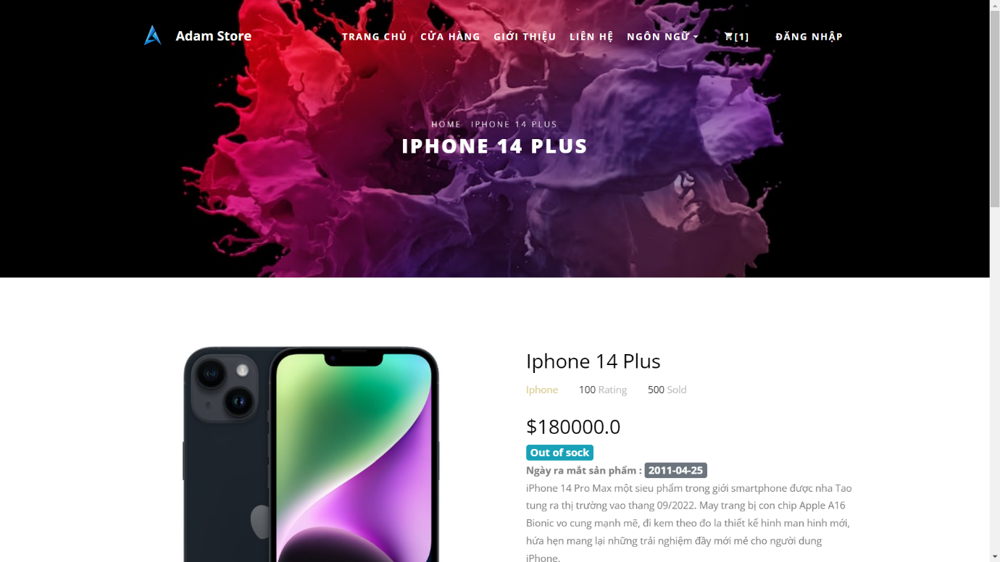 Adam Store
TRANG CHỦ CỬA HÀNG GIỚI THIỆU LIÊN HỆ NGÔN NGỮ [1] ĐĂNG NHẬP
HOME IPHONE 14 PLUS
IPHONE 14 PLUS
Iphone 14 Plus
Iphone 100 Rating 500 Sold
$180000.0
Out of sock
Ngày ra mắt sản phẩm : 2011-04-25
iPhone 14 Pro Max một sieu phẩm trong giới smartphone được nha Tao
tung ra thị trường vao thang 09/2022. May trang bị con chip Apple A16
Bionic vo cung mạnh mẽ, đi kem theo đo la thiết kế hinh man hinh mới,
hứa hẹn mang lại những trải nghiệm đầy mới mẻ cho người dung
iPhone.